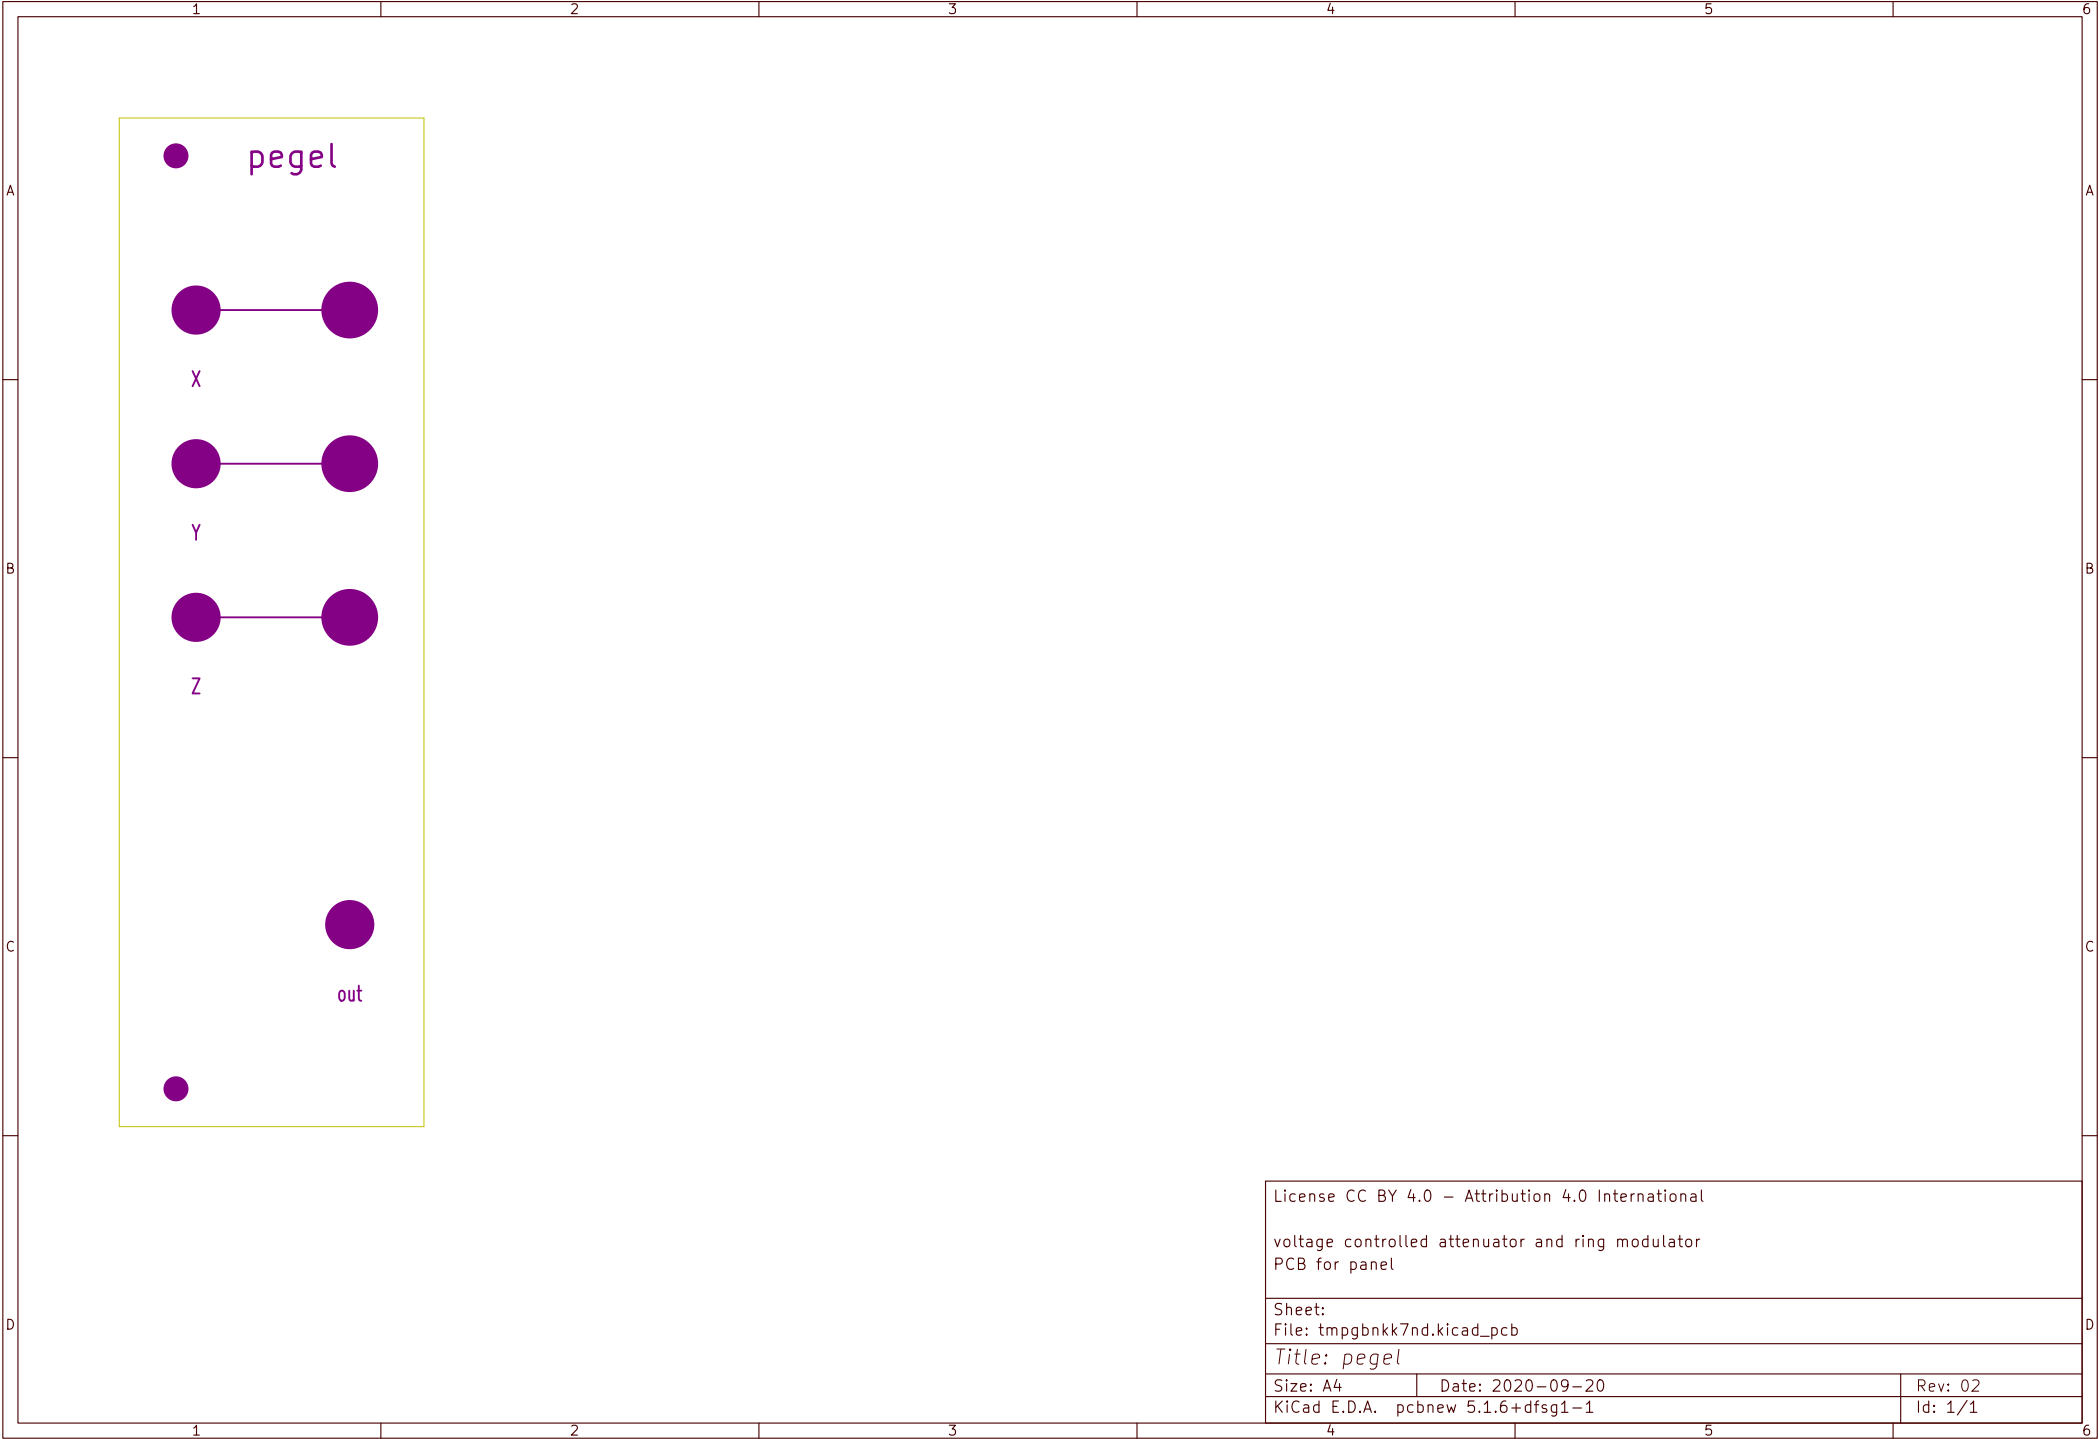 1 2 3 4 5 6
A A
pegel
X
Y
B B
Z
C C
out
License CC BY 4.0 – Attribution 4.0 International
voltage controlled attenuator and ring modulator
PCB for panel
Sheet:
D D
File: tmpgbnkk7nd.kicad_pcb
Title: pegel
Size: A4 Date: 2020–09–20 Rev: 02
KiCad E.D.A. pcbnew 5.1.6+dfsg1–1 Id: 1/1
1 2 3 4 5 6